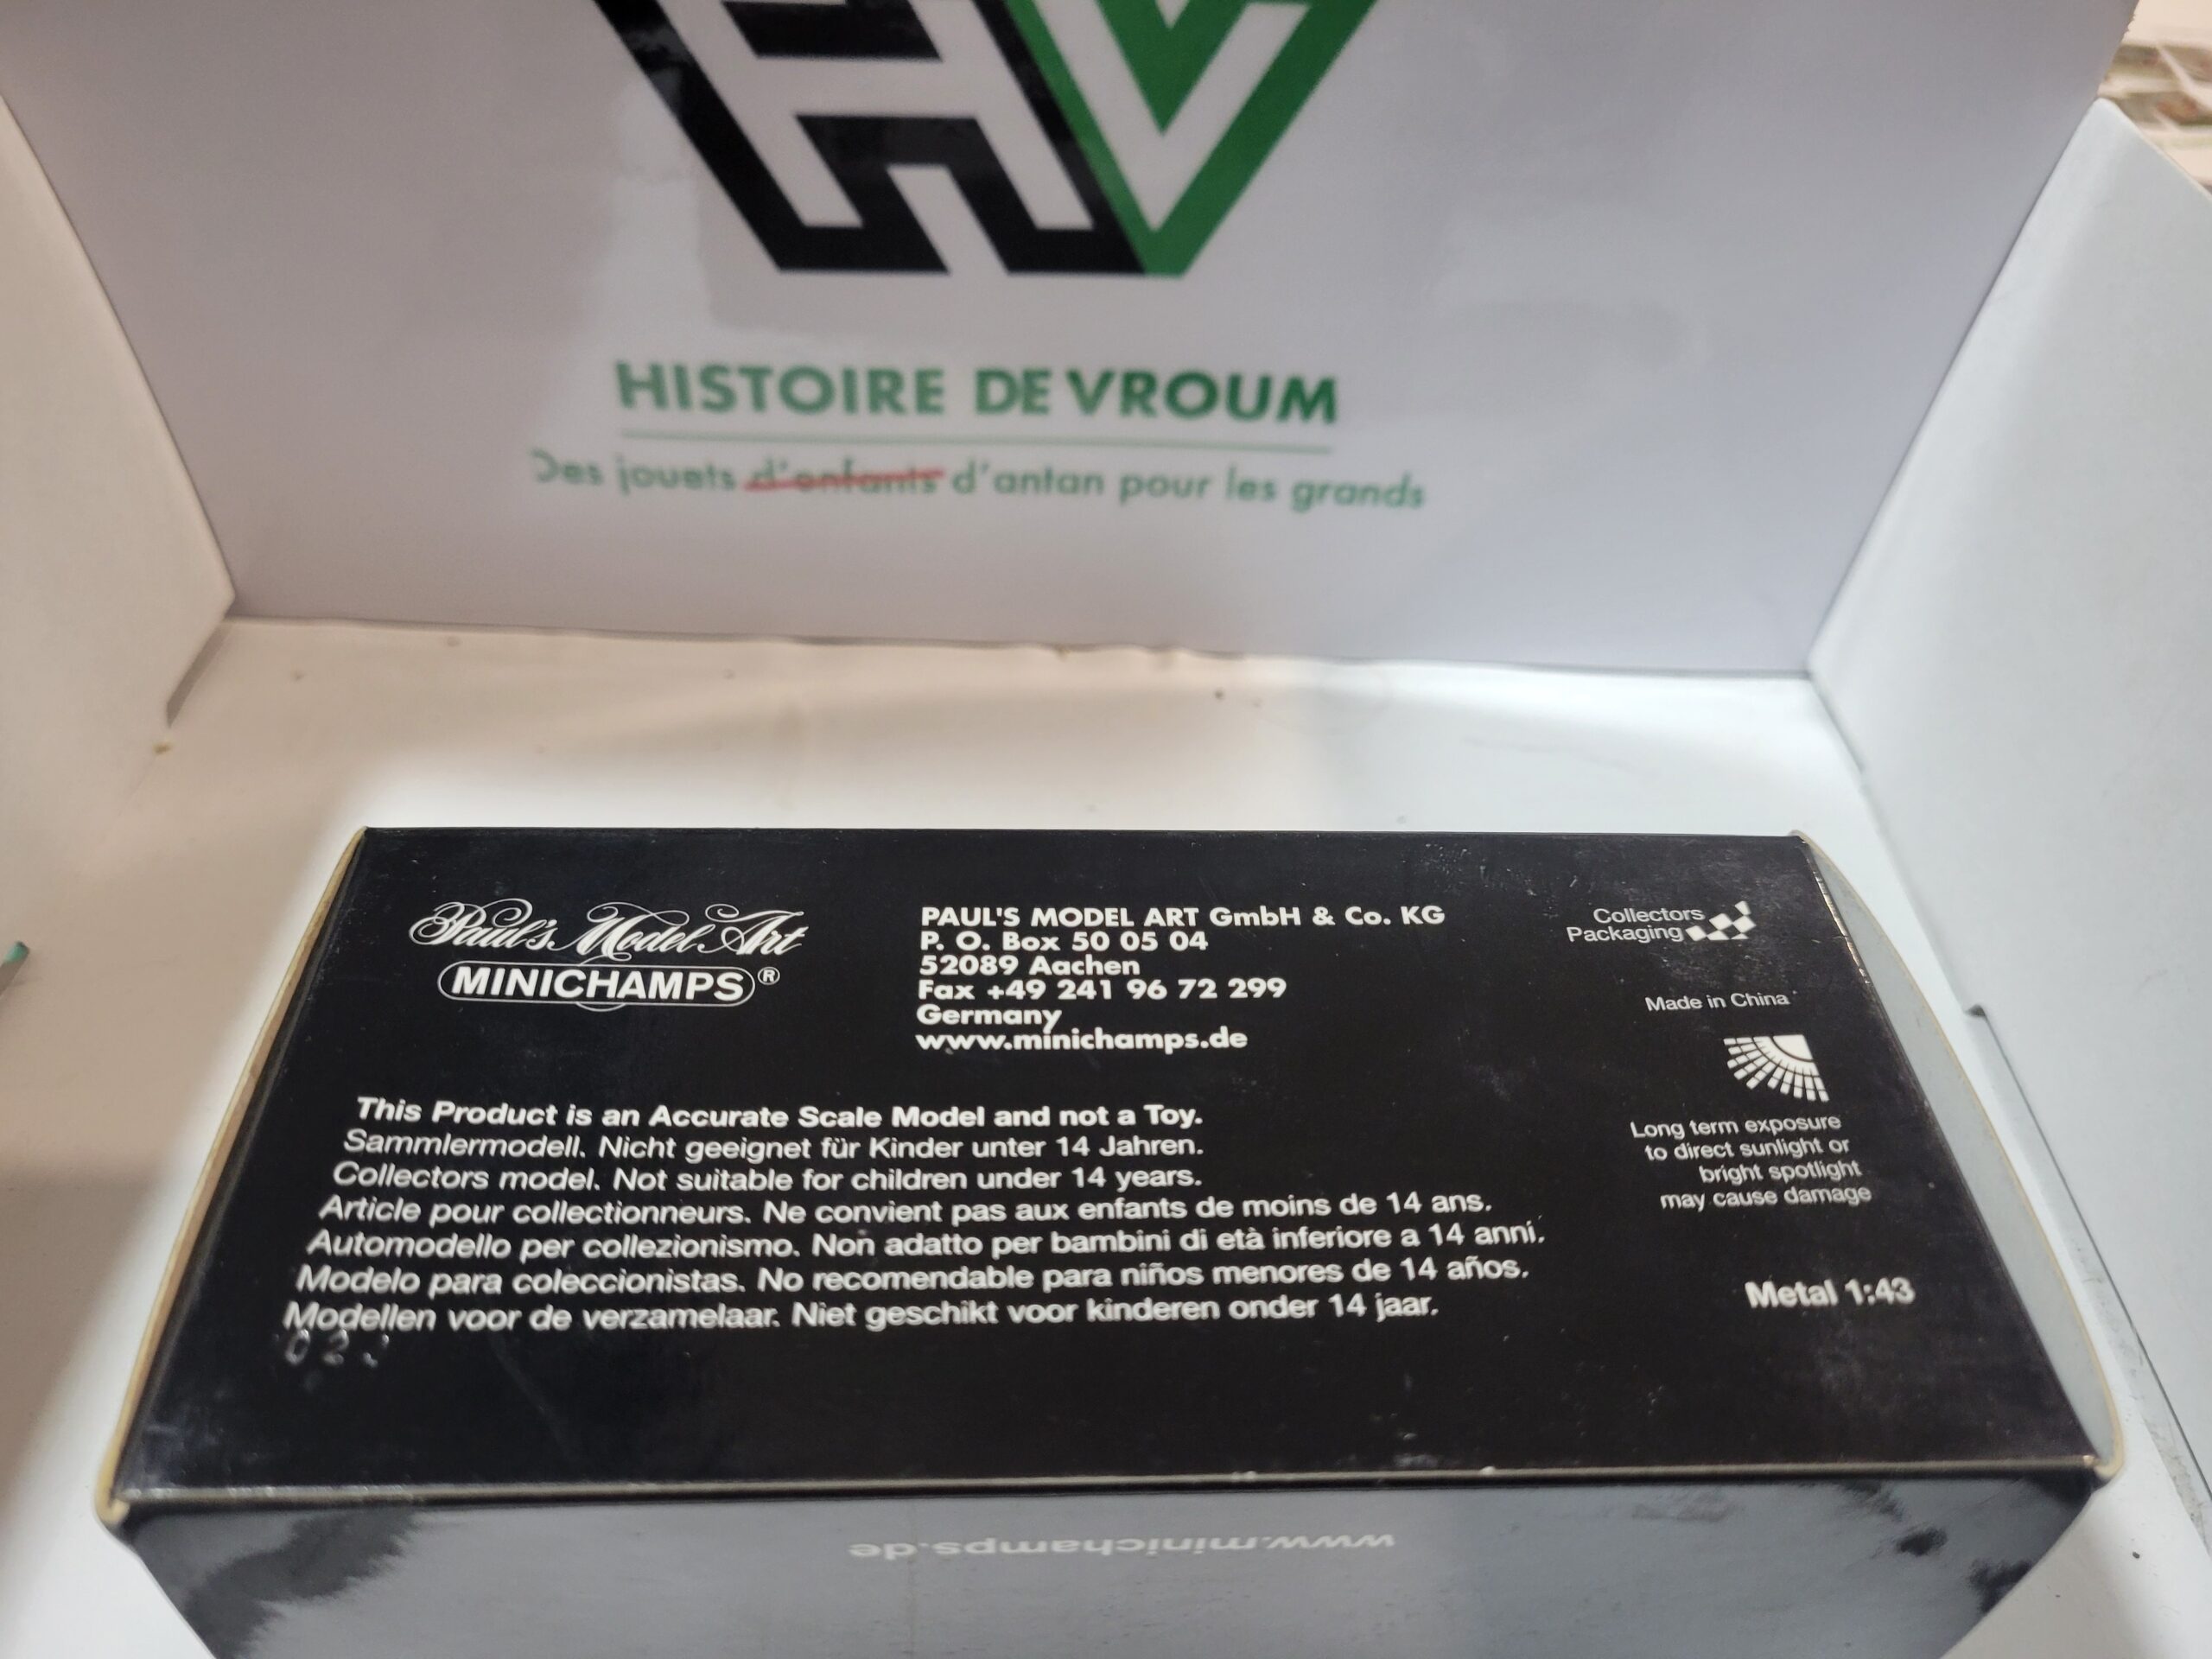 HV
HISTOIRE DE VROUM
Des jouets d'enfants d'antan pour les grands
Paul's Model Art
MINICHAMPS®
PAUL'S MODEL ART GmbH & Co. KG
P. O. Box 50 05 04
52089 Aachen
Fax +49 241 96 72 299
Germany
www.minichamps.de
Collectors
Packaging
Made in China
Long term exposure
to direct sunlight or
bright spotlight
may cause damage
This Product is an Accurate Scale Model and not a Toy.
Sammlermodell. Nicht geeignet für Kinder unter 14 Jahren.
Collectors model. Not suitable for children under 14 years.
Article pour collectionneurs. Ne convient pas aux enfants de moins de 14 ans.
Automodello per collezionismo. Non adatto per bambini di età inferiore a 14 anni.
Modelo para coleccionistas. No recomendable para niños menores de 14 años.
Modellen voor de verzamelaar. Niet geschikt voor kinderen onder 14 jaar.
Metal 1:43
www.minichamps.de